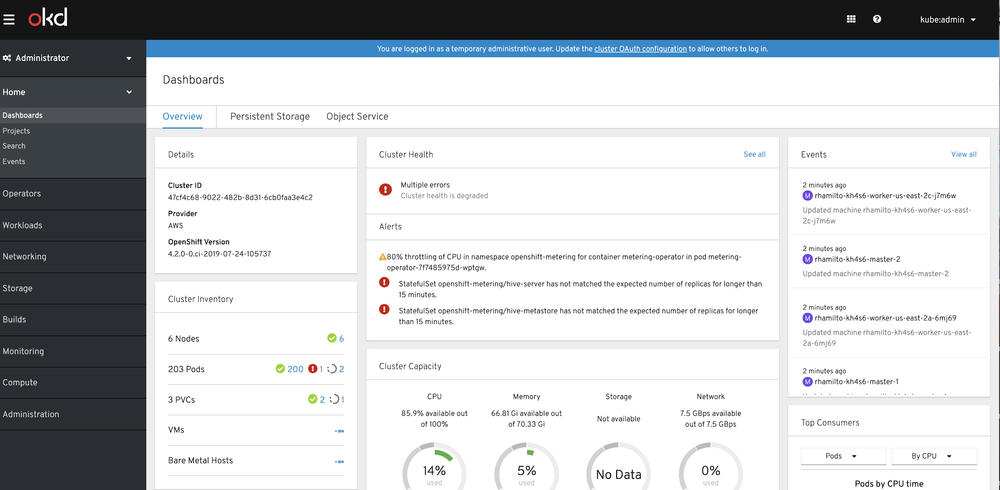 okd
kube:admin
Administrator
You are logged in as a temporary administrative user. Update the cluster OAuth configuration to allow others to log in.
Home
Dashboards
Projects
Search
Events
Operators
Workloads
Networking
Storage
Builds
Monitoring
Compute
Administration
Dashboards
Overview
Persistent Storage
Object Service
Details
Cluster ID
47cf4c68-9022-482b-8d31-6cb0faa3e4c2
Provider
AWS
OpenShift Version
4.2.0-0.ci-2019-07-24-105737
Cluster Inventory
6 Nodes 6
203 Pods 200 1 2
3 PVCs 2 1
VMs
Bare Metal Hosts
Cluster Health See all
Multiple errors
Cluster health is degraded
Alerts
80% throttling of CPU in namespace openshift-metering for container metering-operator in pod metering-
operator-7f7485975d-wptgw.
StatefulSet openshift-metering/hive-server has not matched the expected number of replicas for longer than
15 minutes.
StatefulSet openshift-metering/hive-metastore has not matched the expected number of replicas for longer
than 15 minutes.
Cluster Capacity
CPU
85.9% available out
of 100%
14%
used
Memory
66.81 Gi available out
of 70.33 Gi
5%
used
Storage
Not available
No Data
Network
7.5 GBps available
out of 7.5 GBps
0%
used
Events View all
2 minutes ago
M rhamilto-kh4s6-worker-us-east-2c-j7m6w
Updated machine rhamilto-kh4s6-worker-us-east-
2c-j7m6w
2 minutes ago
M rhamilto-kh4s6-master-2
Updated machine rhamilto-kh4s6-master-2
2 minutes ago
M rhamilto-kh4s6-worker-us-east-2a-6mj69
Updated machine rhamilto-kh4s6-worker-us-east-
2a-6mj69
2 minutes ago
M rhamilto-kh4s6-master-1
Top Consumers
Pods
By CPU
Pods by CPU time